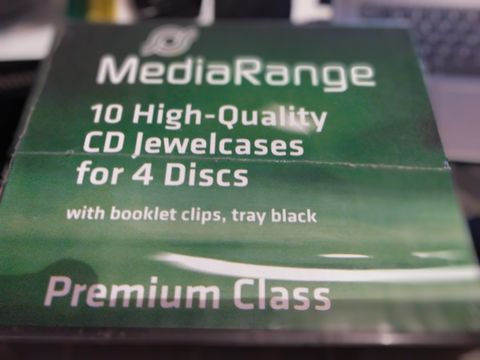 MediaRange
10 High-Quality
CD Jewelcases
for 4 Discs
with booklet clips, tray black
Premium Class